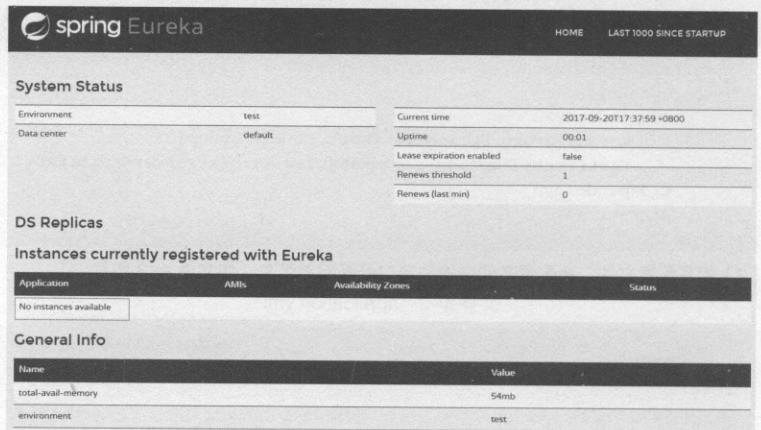 spring Eureka
HOME LAST 1000 SINCE STARTUP
System Status
Environment test
Data center default
Current time 2017-09-20T17:37:59 +0800
Uptime 00:01
Lease expiration enabled false
Renews threshold 1
Renews (last min) 0
DS Replicas
Instances currently registered with Eureka
Application AMIs Availability Zones Status
No instances available
General Info
Name Value
total-avail-memory 54mb
environment test